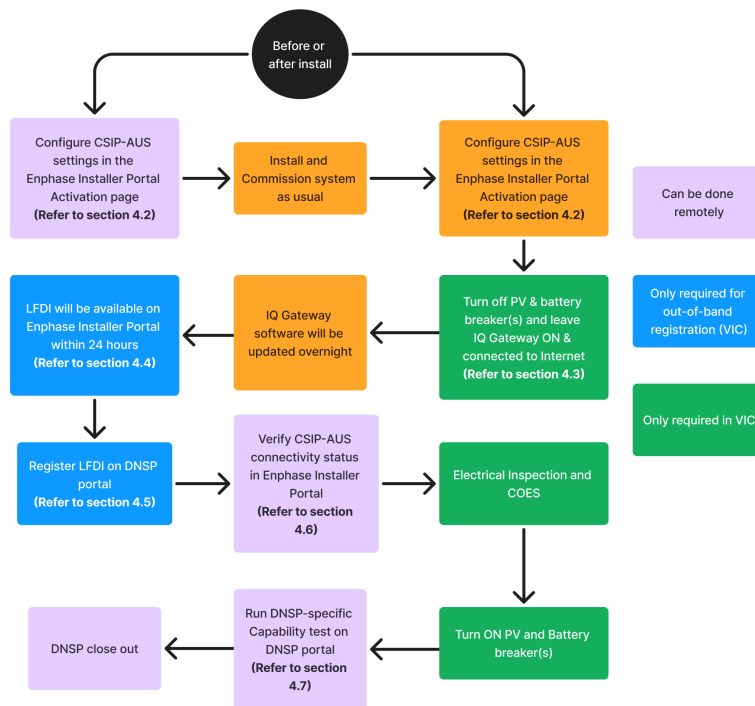 Before or
after install
Configure CSIP-AUS
settings in the
Enphase Installer Portal
Activation page
(Refer to section 4.2)
Install and
Commission system
as usual
Configure CSIP-AUS
settings in the
Enphase Installer Portal
Activation page
(Refer to section 4.2)
Can be done
remotely
LFDI will be available on
Enphase Installer Portal
within 24 hours
(Refer to section 4.4)
IQ Gateway
software will be
updated overnight
Turn off PV & battery
breaker(s) and leave
IQ Gateway ON &
connected to Internet
(Refer to section 4.3)
Only required for
out-of-band
registration (VIC)
Only required in VIC
Register LFDI on DNSP
portal
(Refer to section 4.5)
Verify CSIP-AUS
connectivity status
in Enphase Installer
Portal
(Refer to section
4.6)
Electrical Inspection and
COES
DNSP close out
Run DNSP-specific
Capability test on
DNSP portal
(Refer to section
4.7)
Turn ON PV and Battery
breaker(s)